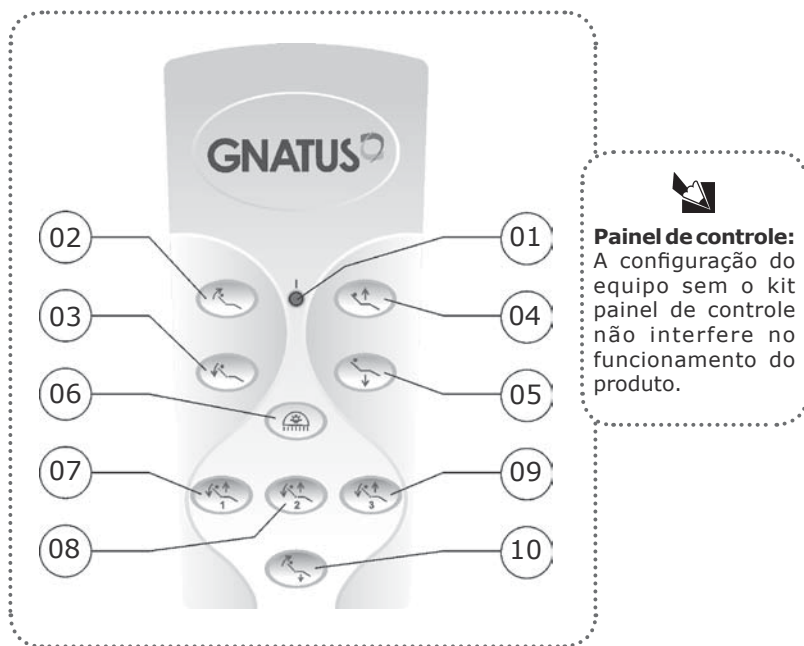 GNATUS
02
01
03
04
06
05
07
09
1
2
3
08
10
Painel de controle:
A configuração do
equipo sem o kit
painel de controle
não interfere no
funcionamento do
produto.